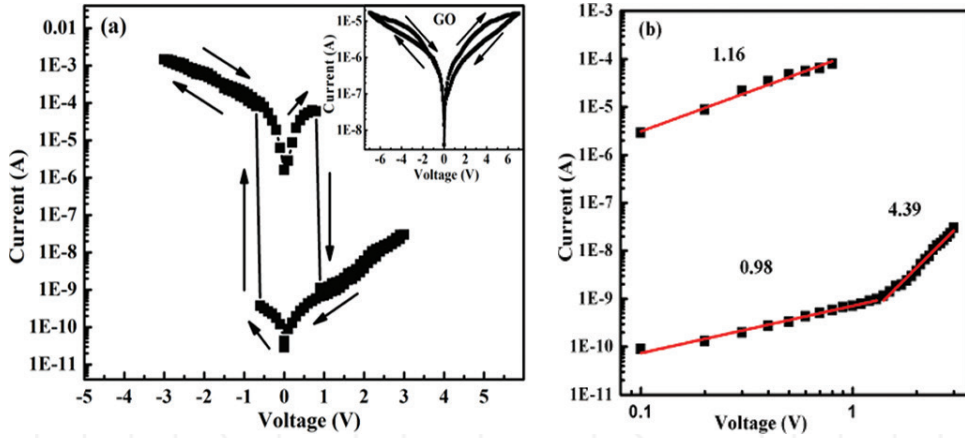 (a)
0.01
1E-3
1E-4
1E-5
1E-6
1E-7
1E-8
1E-9
1E-10
1E-11
Current (A)
-5 -4 -3 -2 -1 0 1 2 3 4 5
Voltage (V)
GO
1E-5
1E-6
1E-7
1E-8
Current (A)
-6 -4 -2 0 2 4 6
Voltage (V)
(b)
1E-3
1E-4
1E-5
1E-6
1E-7
1E-8
1E-9
1E-10
1E-11
Current (A)
1.16
4.39
0.98
0.1 1
Voltage (V)